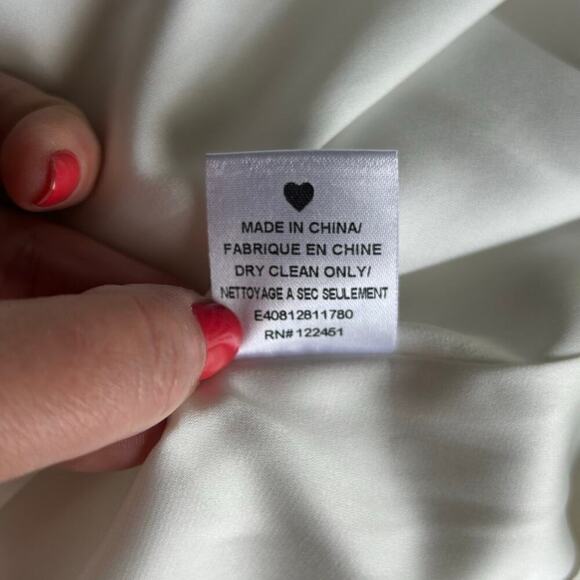 MADE IN CHINA/
FABRIQUE EN CHINE
DRY CLEAN ONLY/
NETTOYAGE A SEC SEULEMENT
E40812811780
RN# 122451